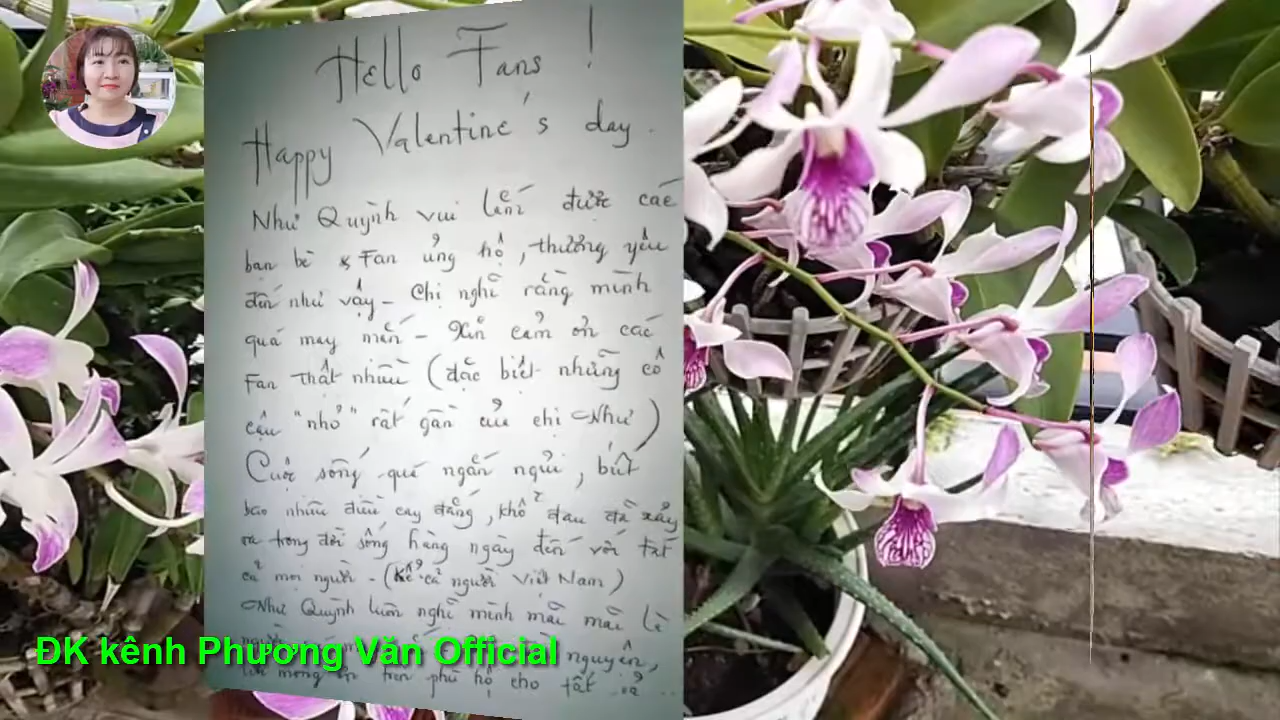 Hello Fans !
Happy Valentine's day.
Như Quỳnh vui lắm được các
bạn bè & Fan ủng hộ, thương yêu
đến như vậy - Chị nghĩ rằng mình
quá may mắn - Xin cảm ơn các
Fan thật nhiều (đặc biệt những cô
cậu "nhỏ" rất gần của chị Như)
Cuộc sống quá ngắn ngủi, biết
bao nhiêu điều cay đắng, khổ đau đã xảy
ra trong đời sống hàng ngày đến với tất
cả mọi người - (kể cả người Việt Nam)
Như Quỳnh luôn nghĩ mình mãi mãi là
nguyện,
ơn trên phù hộ cho tất cả
ĐK kênh Phương Văn Official